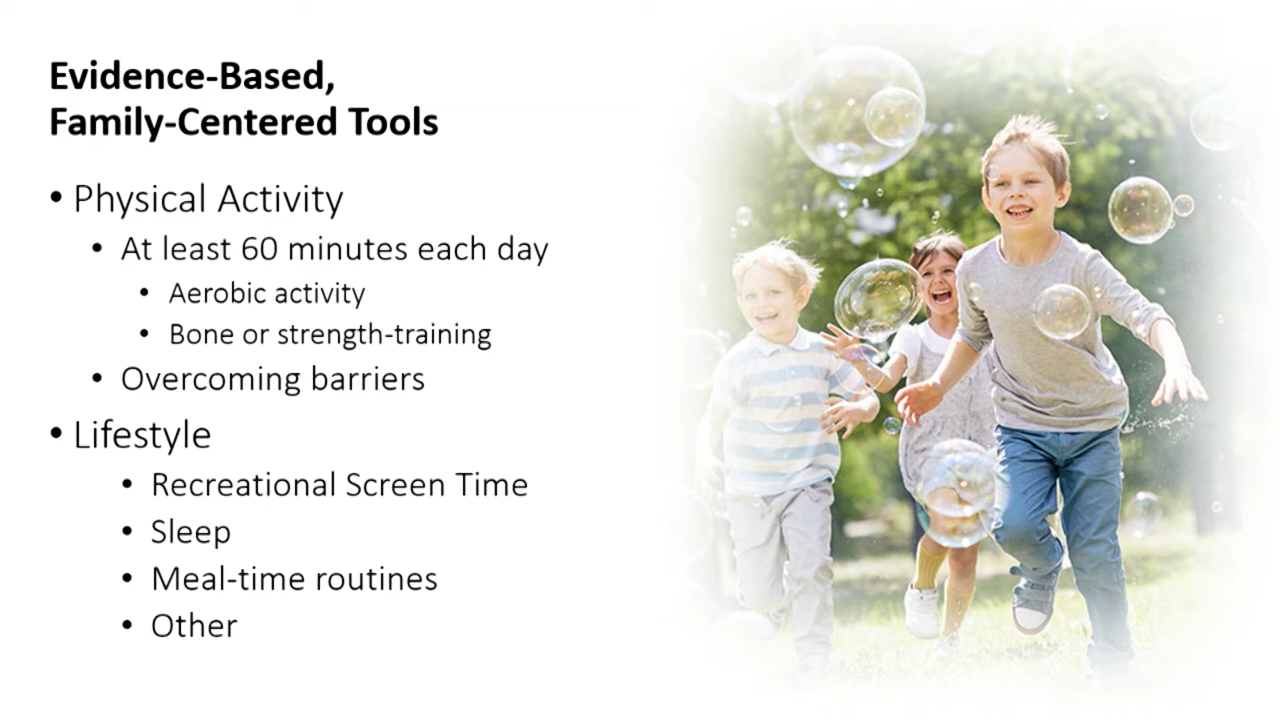 Evidence-Based,
Family-Centered Tools
• Physical Activity
• At least 60 minutes each day
• Aerobic activity
• Bone or strength-training
• Overcoming barriers
• Lifestyle
• Recreational Screen Time
• Sleep
• Meal-time routines
• Other